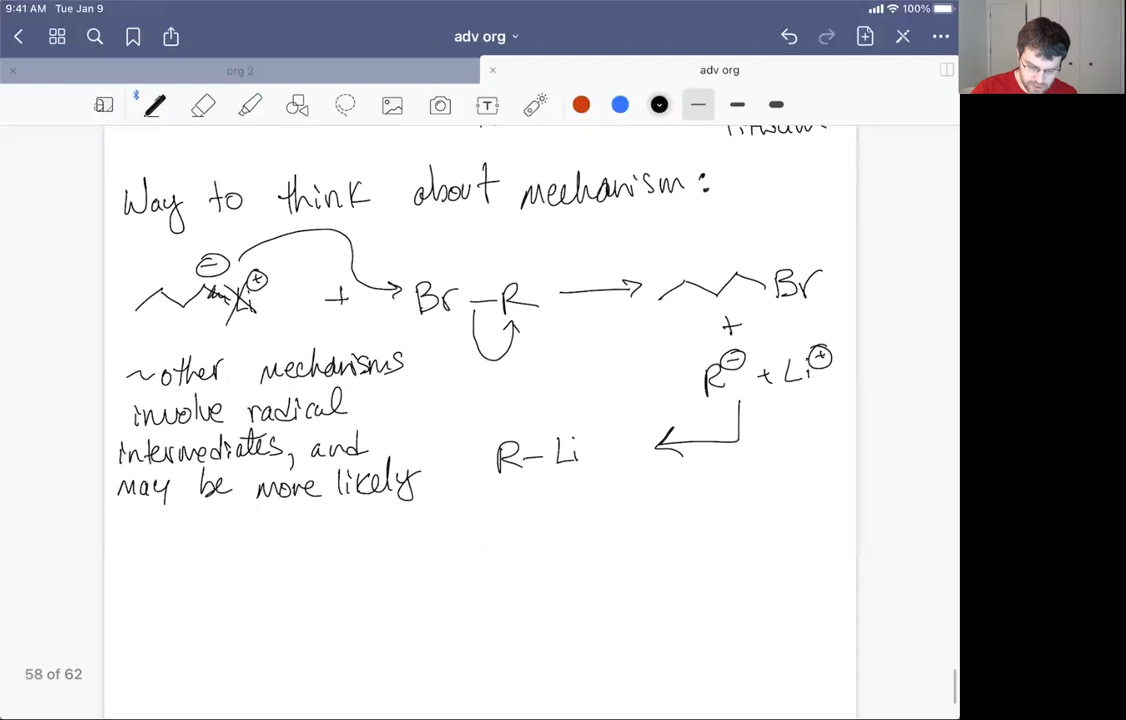 9:41 AM Tue Jan 9
100%
adv org
org 2
adv org
T
Way to think about mechanism:
⊖
Li ⊕ + Br - R → Br
+
R⊖ + Li⊕
~other mechanisms
involve radical
intermediates, and
may be more likely
R-Li
58 of 62